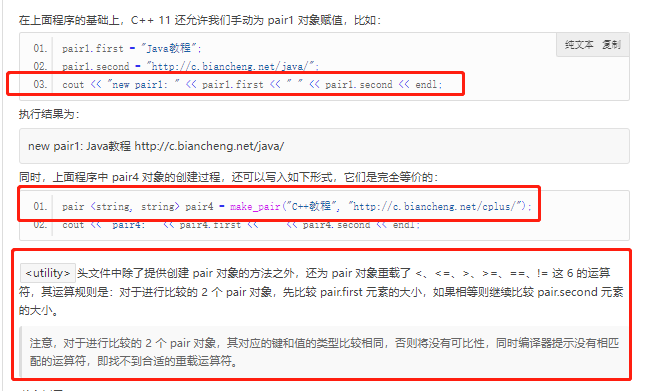 在上面程序的基础上，C++ 11 还允许我们手动为 pair1 对象赋值，比如：
纯文本 复制
01. pair1.first = "Java教程";
02. pair1.second = "http://c.biancheng.net/java/";
03. cout << "new pair1: " << pair1.first << " " << pair1.second << endl;
执行结果为：
new pair1: Java教程 http://c.biancheng.net/java/
同时，上面程序中 pair4 对象的创建过程，还可以写入如下形式，它们是完全等价的：
01. pair <string, string> pair4 = make_pair("C++教程", "http://c.biancheng.net/cplus/");
02. cout << "pair4: " << pair4.first << " " << pair4.second << endl;
<utility>头文件中除了提供创建 pair 对象的方法之外，还为 pair 对象重载了 <、<=、>、>=、==、!= 这 6 的运算
符，其运算规则是：对于进行比较的 2 个 pair 对象，先比较 pair.first 元素的大小，如果相等则继续比较 pair.second 元素
的大小。
注意，对于进行比较的 2 个 pair 对象，其对应的键和值的类型比较相同，否则将没有可比性，同时编译器提示没有相匹
配的运算符，即找不到合适的重载运算符。